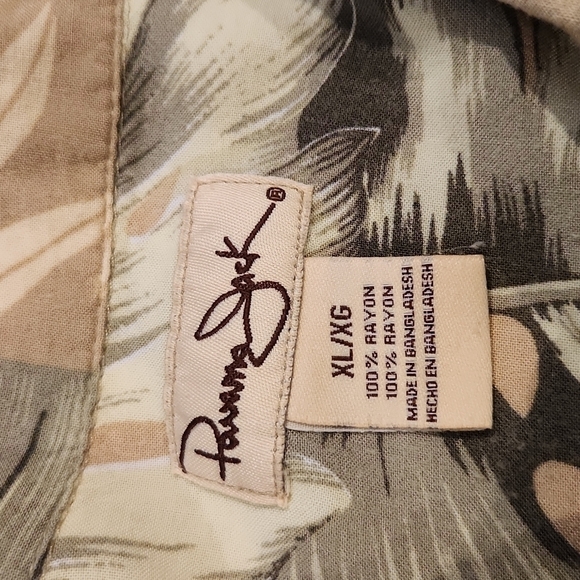 Panama Jack®
XL/XG
100% RAYON
100% RAYON
MADE IN BANGLADESH
HECHO EN BANGLADESH